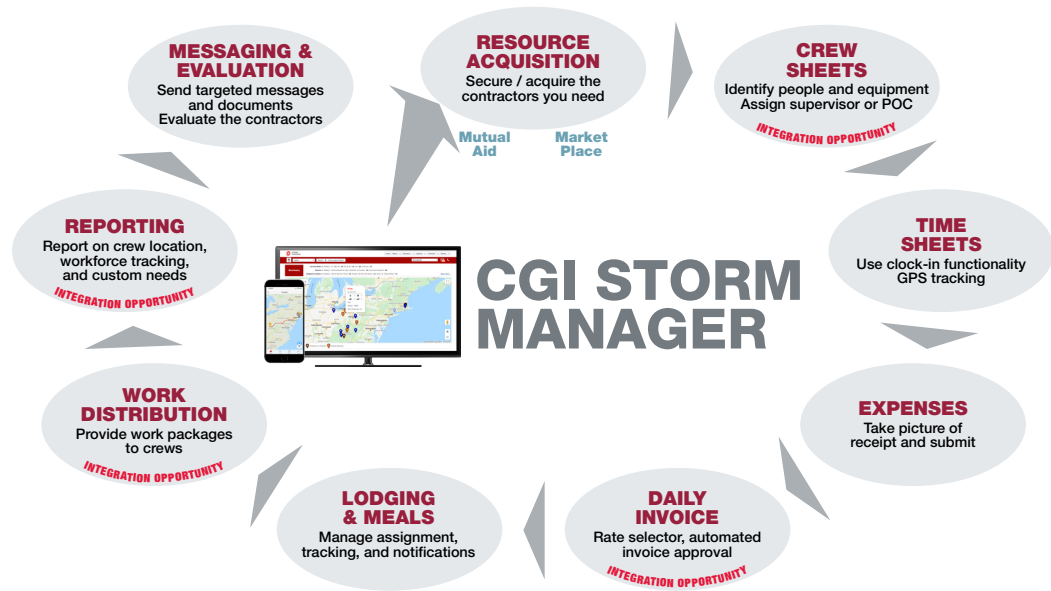 RESOURCE
ACQUISITION
Secure / acquire the
contractors you need
Mutual
Aid
Market
Place
CREW
SHEETS
Identify people and equipment
Assign supervisor or POC
INTEGRATION OPPORTUNITY
TIME
SHEETS
Use clock-in functionality
GPS tracking
EXPENSES
Take picture of
receipt and submit
DAILY
INVOICE
Rate selector, automated
invoice approval
INTEGRATION OPPORTUNITY
LODGING
& MEALS
Manage assignment,
tracking, and notifications
WORK
DISTRIBUTION
Provide work packages
to crews
INTEGRATION OPPORTUNITY
REPORTING
Report on crew location,
workforce tracking,
and custom needs
INTEGRATION OPPORTUNITY
MESSAGING &
EVALUATION
Send targeted messages
and documents
Evaluate the contractors
CGI STORM
MANAGER